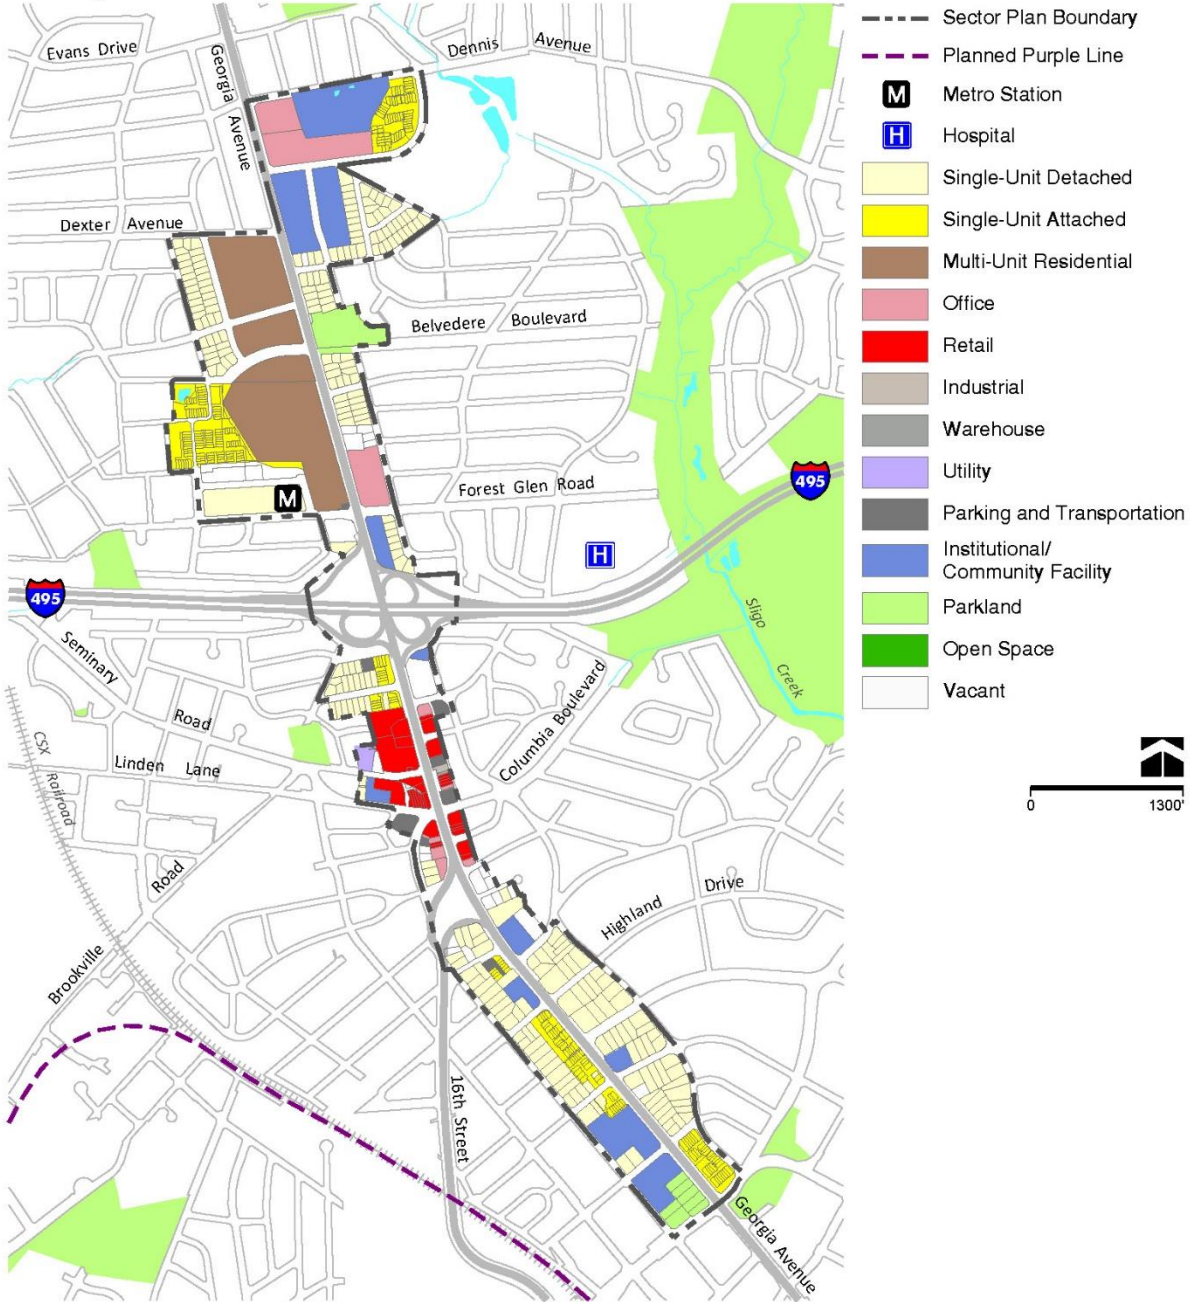 Evans Drive
Georgia Avenue
Dennis Avenue
Dexter Avenue
Belvedere Boulevard
M
Forest Glen Road
495
H
495
Sligo Creek
Seminary Road
Columbia Boulevard
CSX Railroad
Linden Lane
Brookville Road
Highland Drive
16th Street
Georgia Avenue
Sector Plan Boundary
Planned Purple Line
M Metro Station
H Hospital
Single-Unit Detached
Single-Unit Attached
Multi-Unit Residential
Office
Retail
Industrial
Warehouse
Utility
Parking and Transportation
Institutional/
Community Facility
Parkland
Open Space
Vacant
0 1300'